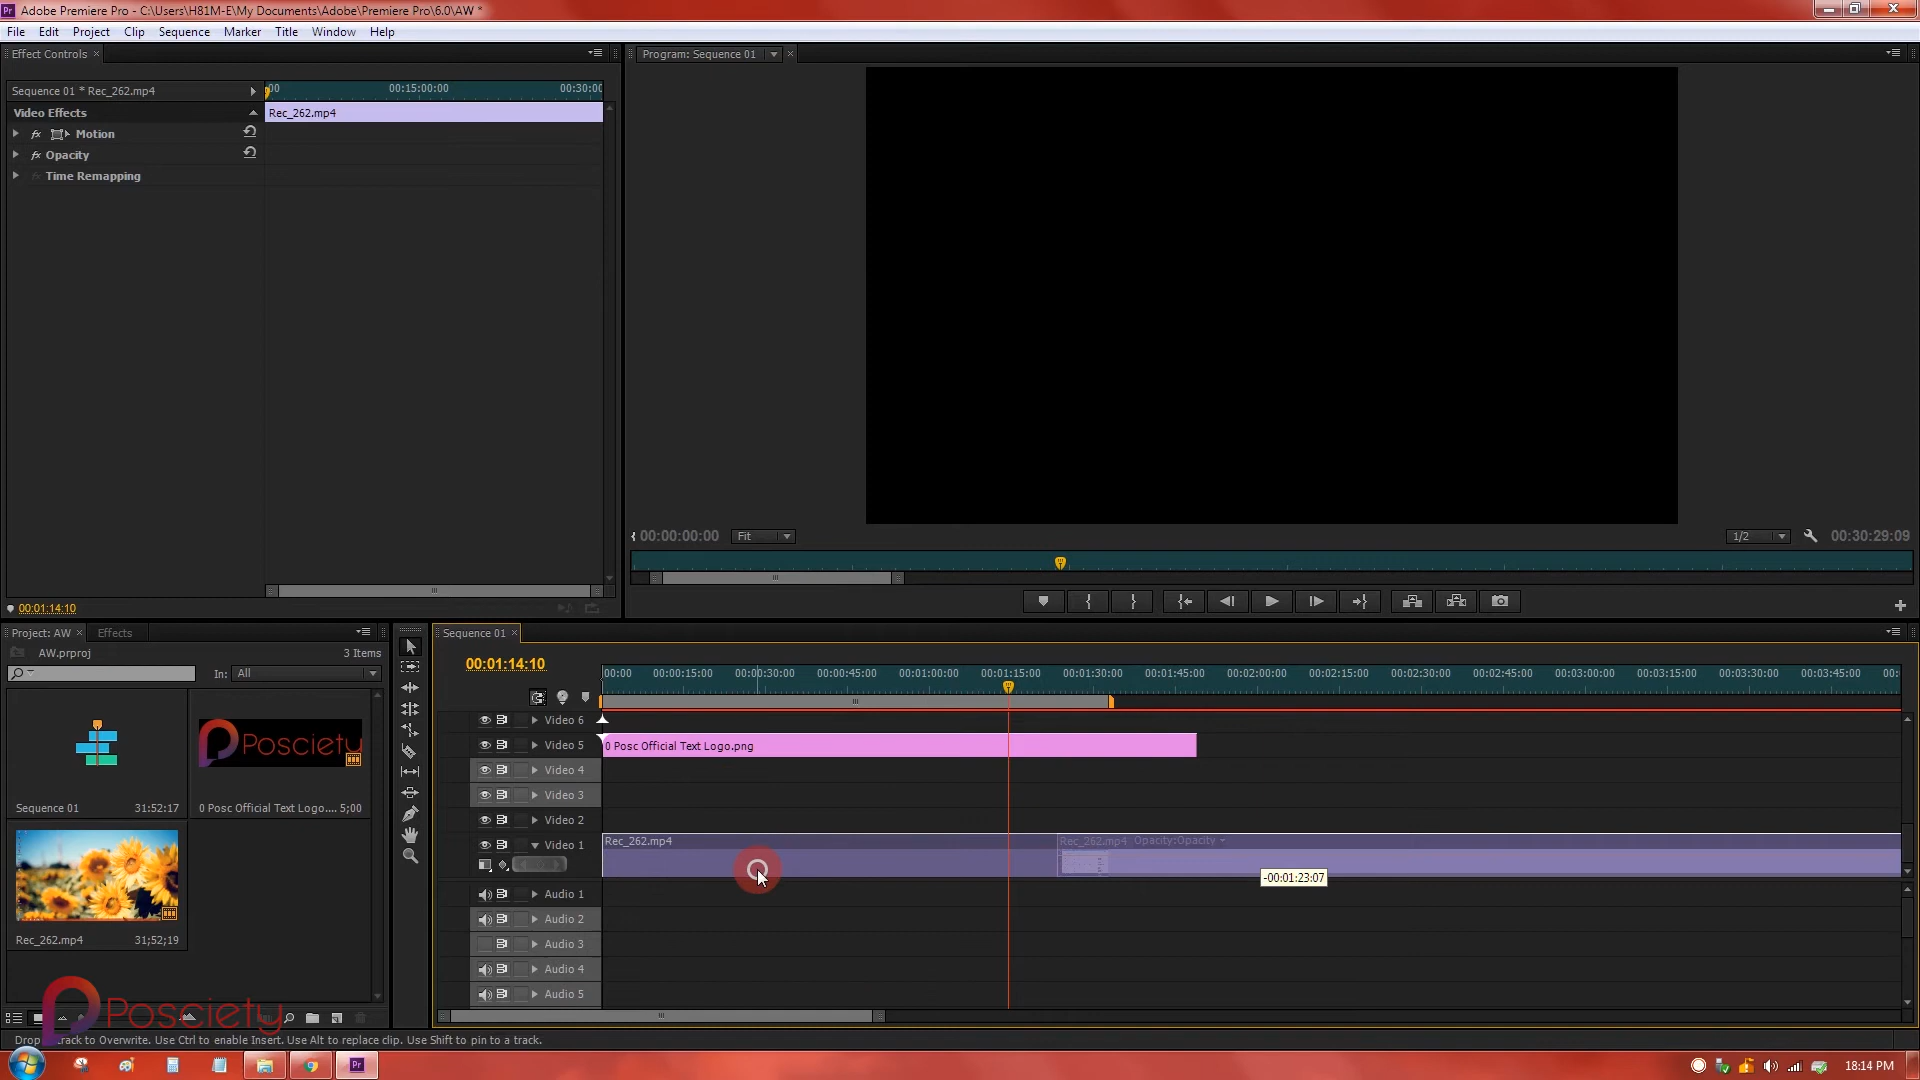 Adobe Premiere Pro - C:\Users\H81M-E\My Documents\Adobe\Premiere Pro\6.0\AW *
File Edit Project Clip Sequence Marker Title Window Help
Effect Controls
Program: Sequence 01
Sequence 01 * Rec_262.mp4
00 00:15:00:00 00:30:00
Video Effects
Rec_262.mp4
fx Motion
fx Opacity
Time Remapping
00:00:00:00 Fit 1/2 00:30:29:09
00:01:14:10
Project: AW Effects
Sequence 01
AW.prproj 3 Items
In: All
00:01:14:10
00:00 00:00:15:00 00:00:30:00 00:00:45:00 00:01:00:00 00:01:15:00 00:01:30:00 00:01:45:00 00:02:00:00 00:02:15:00 00:02:30:00 00:02:45:00 00:03:00:00 00:03:15:00 00:03:30:00 00:03:45:00 00:
Video 6
Video 5 0 Posc Official Text Logo.png
Video 4
Video 3
Video 2
Video 1 Rec_262.mp4 Rec_262.mp4 Opacity:Opacity
-00:01:23:07
Audio 1
Audio 2
Audio 3
Audio 4
Audio 5
Posciety
Sequence 01 31:52:17
0 Posc Official Text Logo.... 5;00
Rec_262.mp4 31;52;19
Posciety
Drop track to Overwrite. Use Ctrl to enable Insert. Use Alt to replace clip. Use Shift to pin to a track.
Pr
18:14 PM